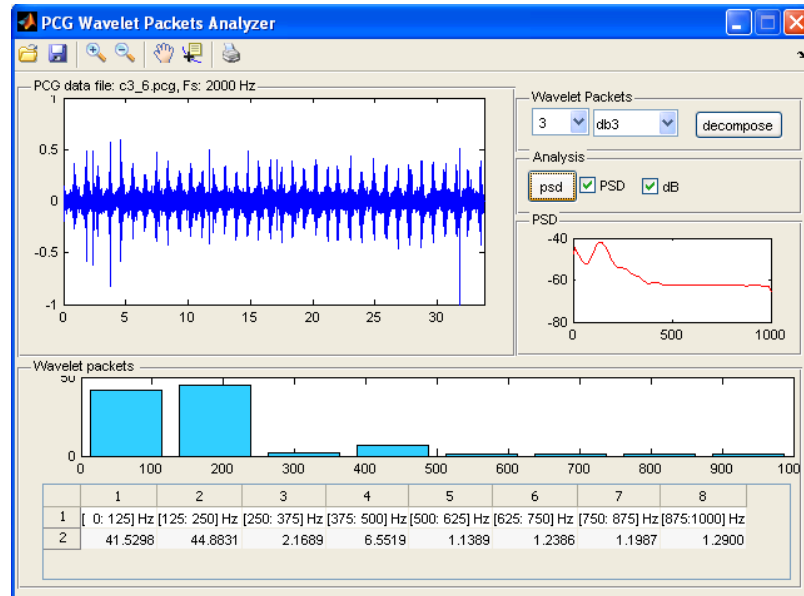 PCG Wavelet Packets Analyzer
PCG data file: c3_6.pcg, Fs: 2000 Hz
1
0.5
0
-0.5
-1
0 5 10 15 20 25 30
Wavelet Packets
3 db3 decompose
Analysis
psd PSD dB
PSD
-40
-60
-80
0 500 1000
Wavelet packets
50
0
0 100 200 300 400 500 600 700 800 900 100
1 2 3 4 5 6 7 8
1 [ 0: 125] Hz [125: 250] Hz [250: 375] Hz [375: 500] Hz [500: 625] Hz [625: 750] Hz [750: 875] Hz [875:1000] Hz
2 41.5298 44.8831 2.1689 6.5519 1.1389 1.2386 1.1987 1.2900